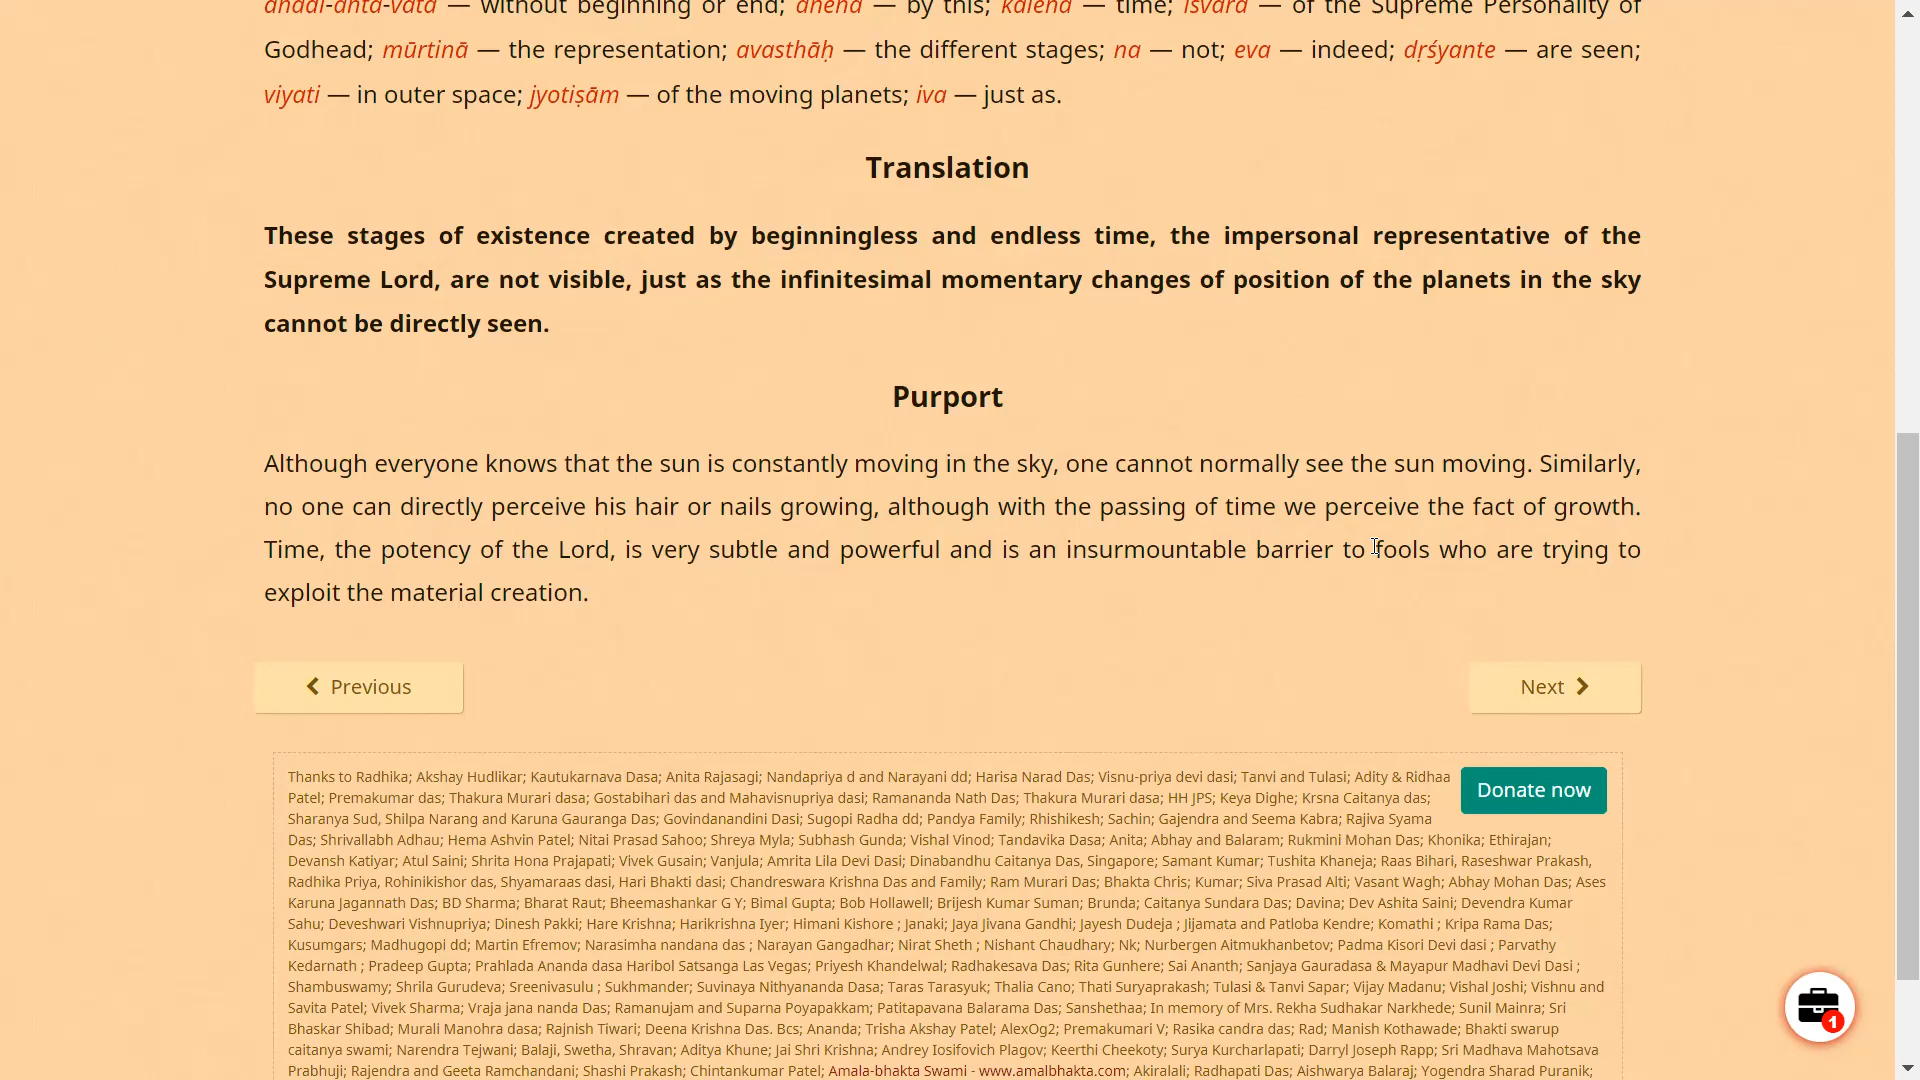 anādi-anta-vatā — without beginning or end; anena — by this; kālena — time; īśvara — of the Supreme Personality of
Godhead; mūrtinā — the representation; avasthāḥ — the different stages; na — not; eva — indeed; dṛśyante — are seen;
viyati — in outer space; jyotiṣām — of the moving planets; iva — just as.
Translation
These stages of existence created by beginningless and endless time, the impersonal representative of the
Supreme Lord, are not visible, just as the infinitesimal momentary changes of position of the planets in the sky
cannot be directly seen.
Purport
Although everyone knows that the sun is constantly moving in the sky, one cannot normally see the sun moving. Similarly,
no one can directly perceive his hair or nails growing, although with the passing of time we perceive the fact of growth.
Time, the potency of the Lord, is very subtle and powerful and is an insurmountable barrier to fools who are trying to
exploit the material creation.
Previous
Next
Thanks to Radhika; Akshay Hudlikar; Kautukarnava Dasa; Anita Rajasagi; Nandapriya d and Narayani dd; Harisa Narad Das; Visnu-priya devi dasi; Tanvi and Tulasi; Adity & Ridhaa
Donate now
Patel; Premakumar das; Thakura Murari dasa; Gostabihari das and Mahavisnupriya dasi; Ramananda Nath Das; Thakura Murari dasa; HH JPS; Keya Dighe; Krsna Caitanya das;
Sharanya Sud, Shilpa Narang and Karuna Gauranga Das; Govindanandini Dasi; Sugopi Radha dd; Pandya Family; Rhishikesh; Sachin; Gajendra and Seema Kabra; Rajiva Syama
Das; Shrivallabh Adhau; Hema Ashvin Patel; Nitai Prasad Sahoo; Shreya Myla; Subhash Gunda; Vishal Vinod; Tandavika Dasa; Anita; Abhay and Balaram; Rukmini Mohan Das; Khonika; Ethirajan;
Devansh Katiyar; Atul Saini; Shrita Hona Prajapati; Vivek Gusain; Vanjula; Amrita Lila Devi Dasi; Dinabandhu Caitanya Das, Singapore; Samant Kumar; Tushita Khaneja; Raas Bihari, Raseshwar Prakash,
Radhika Priya, Rohinikishor das, Shyamaraas dasi, Hari Bhakti dasi; Chandreswara Krishna Das and Family; Ram Murari Das; Bhakta Chris; Kumar; Siva Prasad Alti; Vasant Wagh; Abhay Mohan Das; Ases
Karuna Jagannath Das; BD Sharma; Bharat Raut; Bheemashankar G Y; Bimal Gupta; Bob Hollawell; Brijesh Kumar Suman; Brunda; Caitanya Sundara Das; Davina; Dev Ashita Saini; Devendra Kumar
Sahu; Deveshwari Vishnupriya; Dinesh Pakki; Hare Krishna; Harikrishna Iyer; Himani Kishore ; Janaki; Jaya Jivana Gandhi; Jayesh Dudeja ; Jijamata and Patloba Kendre; Komathi ; Kripa Rama Das;
Kusumgars; Madhugopi dd; Martin Efremov; Narasimha nandana das ; Narayan Gangadhar; Nirat Sheth ; Nishant Chaudhary; Nk; Nurbergen Aitmukhanbetov; Padma Kisori Devi dasi ; Parvathy
Kedarnath ; Pradeep Gupta; Prahlada Ananda dasa Haribol Satsanga Las Vegas; Priyesh Khandelwal; Radhakesava Das; Rita Gunhere; Sai Ananth; Sanjaya Gauradasa & Mayapur Madhavi Devi Dasi ;
Shambuswamy; Shrila Gurudeva; Sreenivasulu ; Sukhmander; Suvinaya Nithyananda Dasa; Taras Tarasyuk; Thalia Cano; Thati Suryaprakash; Tulasi & Tanvi Sapar; Vijay Madanu; Vishal Joshi; Vishnu and
Savita Patel; Vivek Sharma; Vraja jana nanda Das; Ramanujam and Suparna Poyapakkam; Patitapavana Balarama Das; Sanshethaa; In memory of Mrs. Rekha Sudhakar Narkhede; Sunil Mainra; Sri
Bhaskar Shibad; Murali Manohra dasa; Rajnish Tiwari; Deena Krishna Das. Bcs; Ananda; Trisha Akshay Patel; AlexOg2; Premakumari V; Rasika candra das; Rad; Manish Kothawade; Bhakti swarup
caitanya swami; Narendra Tejwani; Balaji, Swetha, Shravan; Aditya Khune; Jai Shri Krishna; Andrey Iosifovich Plagov; Keerthi Cheekoty; Surya Kurcharlapati; Darryl Joseph Rapp; Sri Madhava Mahotsava
Prabhuji; Rajendra and Geeta Ramchandani; Shashi Prakash; Chintankumar Patel; Amala-bhakta Swami - www.amalbhakta.com; Akiralali; Radhapati Das; Aishwarya Balaraj; Yogendra Sharad Puranik;
1